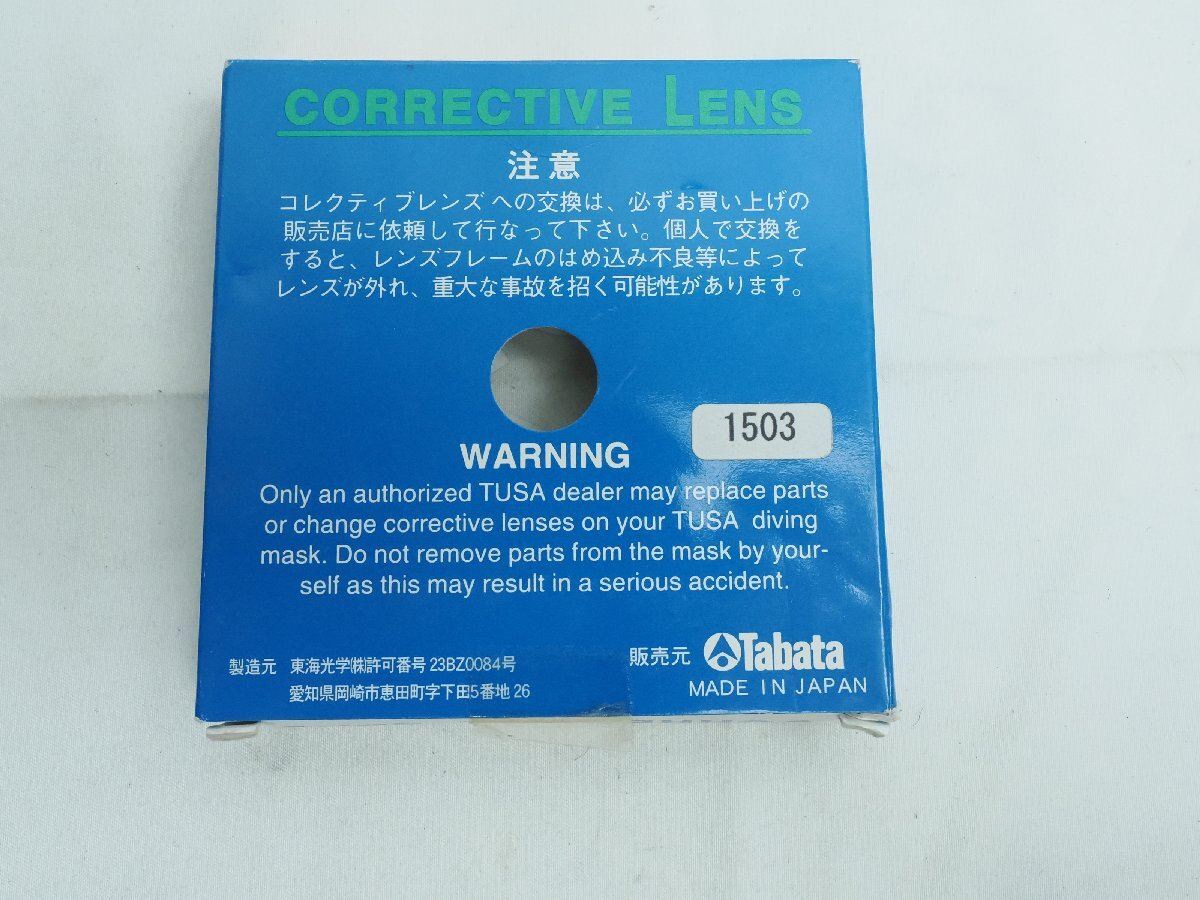 CORRECTIVE LENS
注意
コレクティブレンズ への交換は、必ずお買い上げの
販売店に依頼して行なって下さい。個人で交換を
すると、レンズフレームのはめ込み不良等によって
レンズが外れ、重大な事故を招く可能性があります。
1503
WARNING
Only an authorized TUSA dealer may replace parts
or change corrective lenses on your TUSA diving
mask. Do not remove parts from the mask by your-
self as this may result in a serious accident.
製造元 東海光学㈱許可番号23BZ0084号
愛知県岡崎市恵田町字下田5番地26
販売元 Tabata
MADE IN JAPAN